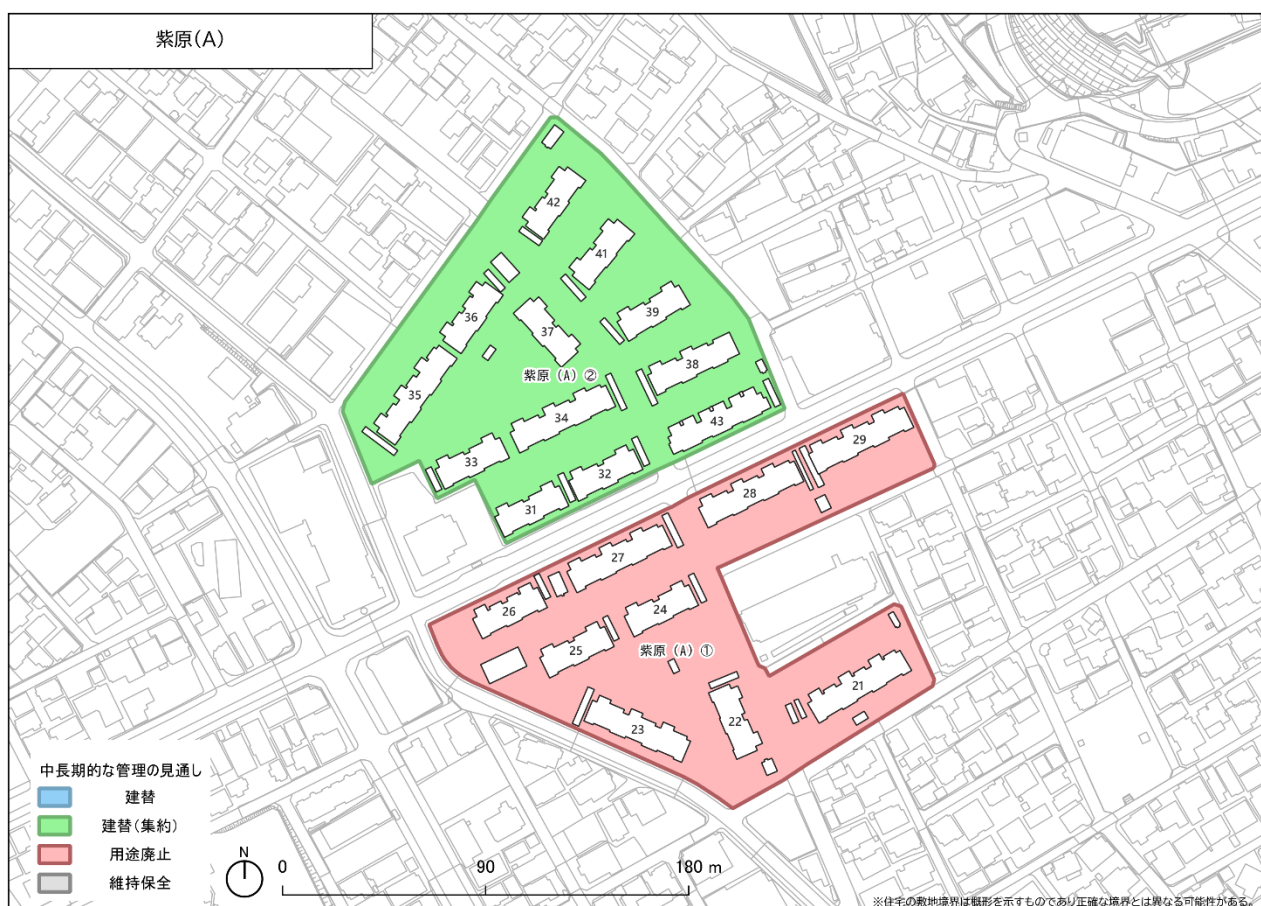 紫原(A)
42
41
36
39
37
38
35
紫原（A）②
34
43
33
32
31
29
28
27
26
24
25
紫原（A）①
21
22
23
中長期的な管理の見通し
建替
建替(集約)
用途廃止
維持保全
N
0
90
180 m
※住宅の敷地境界は概形を示すものであり正確な境界とは異なる可能性がある。